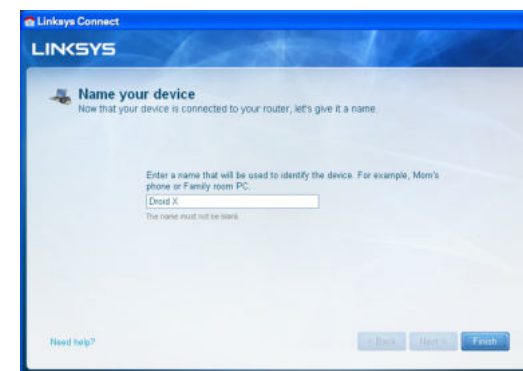 Linksys Connect
LINKSYS
Name your device
Now that your device is connected to your router, let's give it a name.
Enter a name that will be used to identify the device. For example, Mom's
phone or Family room PC.
Droid X
The name must not be blank
Need help?
< Back Next > Finish